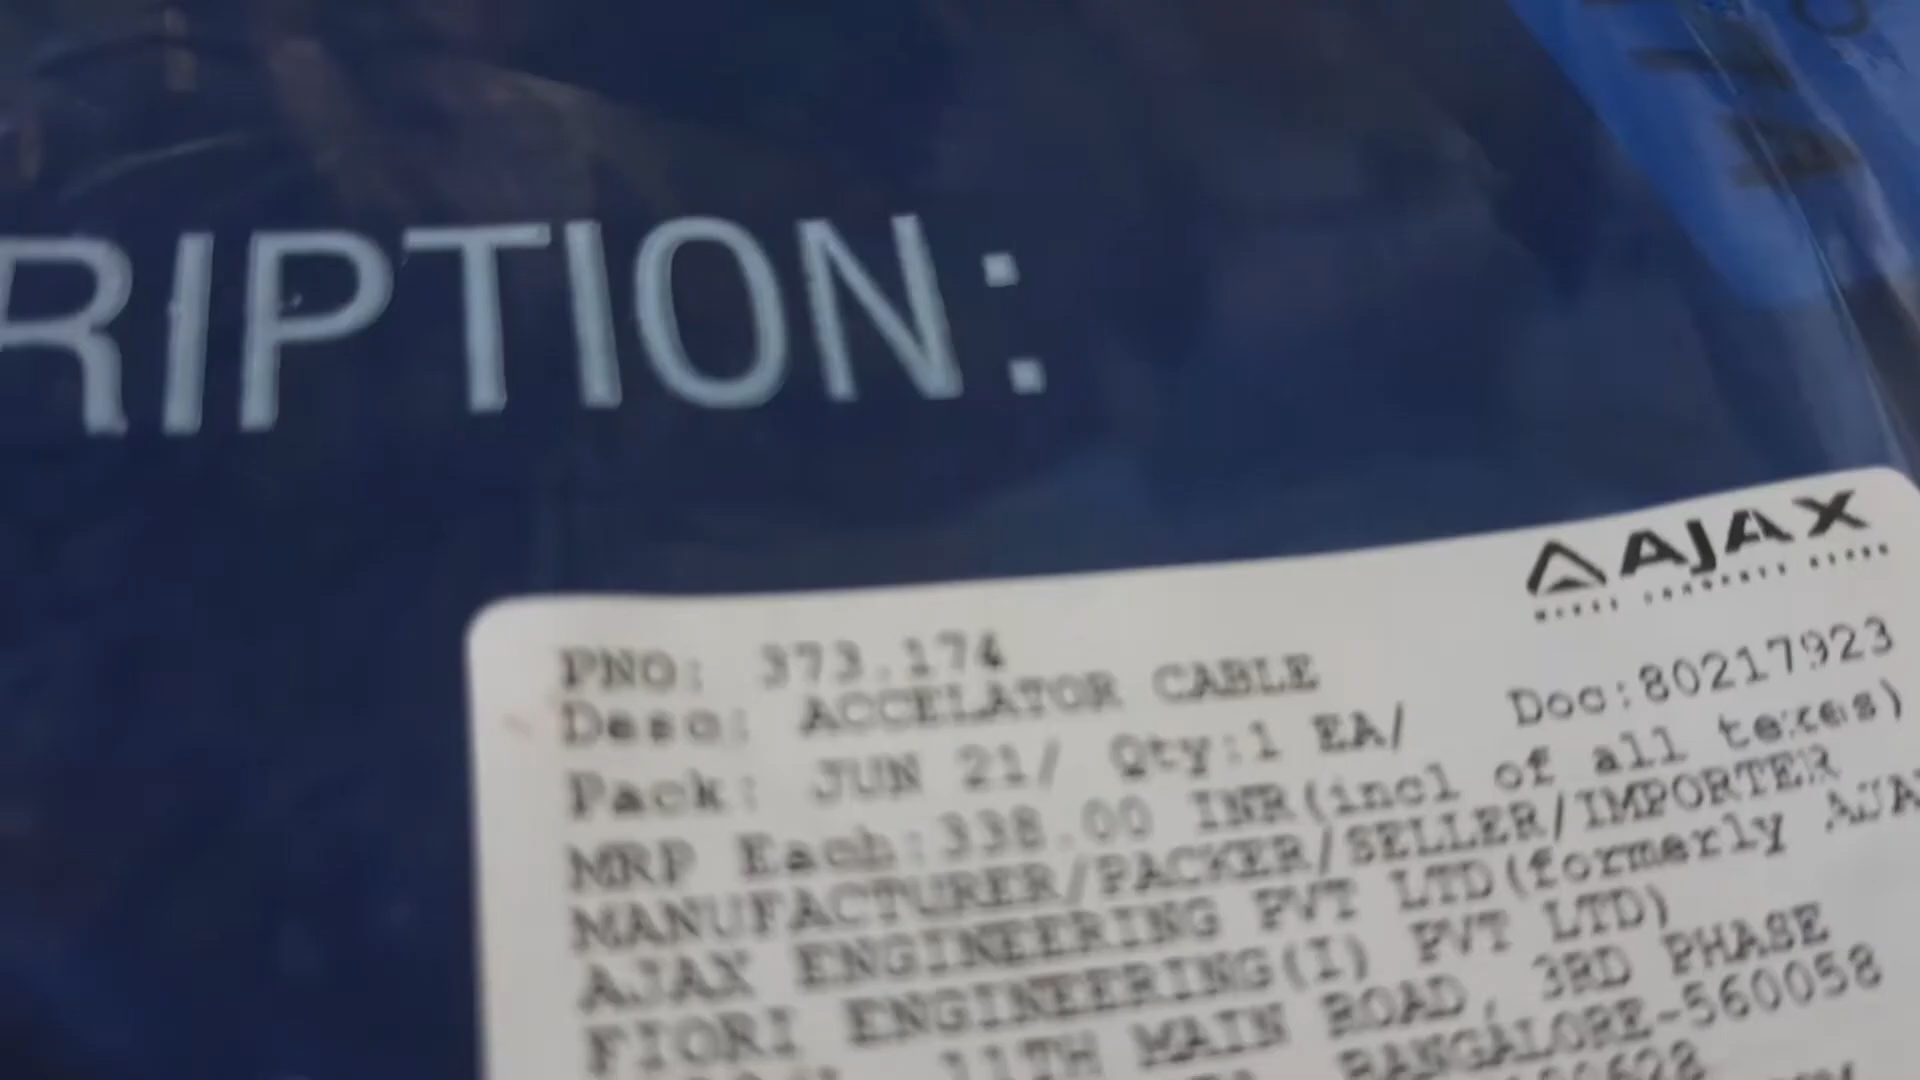 RIPTION:
AJAX
PNO: 373.174
Desc: ACCELATOR CABLE
Pack: JUN 21/ Qty:1 EA/ Doc:80217923
MRP Each:338.00 INR(incl of all taxes)
MANUFACTURER/PACKER/SELLER/IMPORTER
AJAX ENGINEERING PVT LTD(formerly AJAX
FIORI ENGINEERING(I) PVT LTD)
11TH MAIN ROAD, 3RD PHASE
BANGALORE-560058